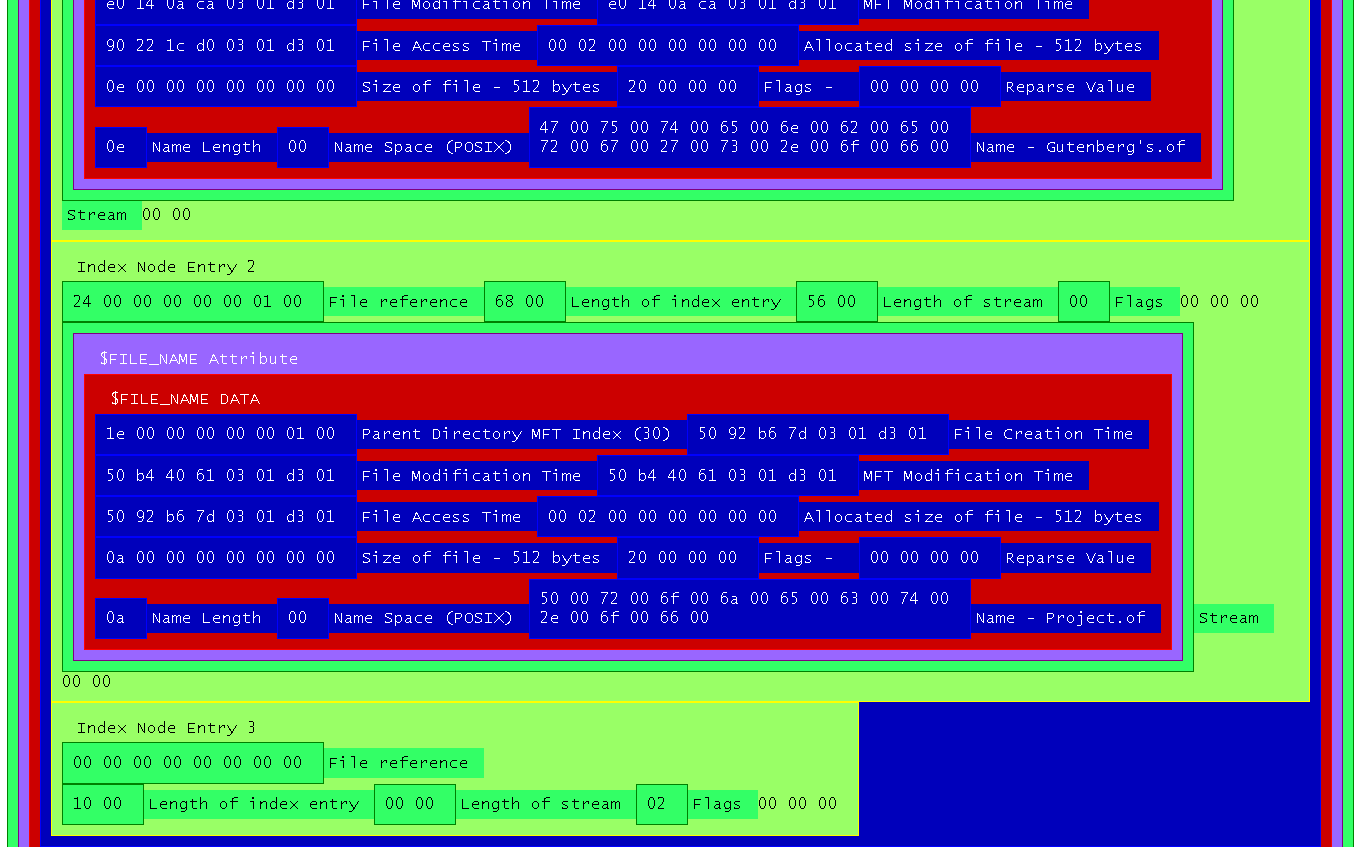 e0 14 0a ca 03 01 d3 01 File Modification Time e0 14 0a ca 03 01 d3 01 MFT Modification Time
90 22 1c d0 03 01 d3 01 File Access Time 00 02 00 00 00 00 00 00 Allocated size of file - 512 bytes
0e 00 00 00 00 00 00 00 Size of file - 512 bytes 20 00 00 00 Flags - 00 00 00 00 Reparse Value
47 00 75 00 74 00 65 00 6e 00 62 00 65 00
0e Name Length 00 Name Space (POSIX) 72 00 67 00 27 00 73 00 2e 00 6f 00 66 00 Name - Gutenberg's.of
Stream 00 00
Index Node Entry 2
24 00 00 00 00 00 01 00 File reference 68 00 Length of index entry 56 00 Length of stream 00 Flags 00 00 00
$FILE_NAME Attribute
$FILE_NAME DATA
1e 00 00 00 00 00 01 00 Parent Directory MFT Index (30) 50 92 b6 7d 03 01 d3 01 File Creation Time
50 b4 40 61 03 01 d3 01 File Modification Time 50 b4 40 61 03 01 d3 01 MFT Modification Time
50 92 b6 7d 03 01 d3 01 File Access Time 00 02 00 00 00 00 00 00 Allocated size of file - 512 bytes
0a 00 00 00 00 00 00 00 Size of file - 512 bytes 20 00 00 00 Flags - 00 00 00 00 Reparse Value
50 00 72 00 6f 00 6a 00 65 00 63 00 74 00
0a Name Length 00 Name Space (POSIX) 2e 00 6f 00 66 00 Name - Project.of Stream
00 00
Index Node Entry 3
00 00 00 00 00 00 00 00 File reference
10 00 Length of index entry 00 00 Length of stream 02 Flags 00 00 00